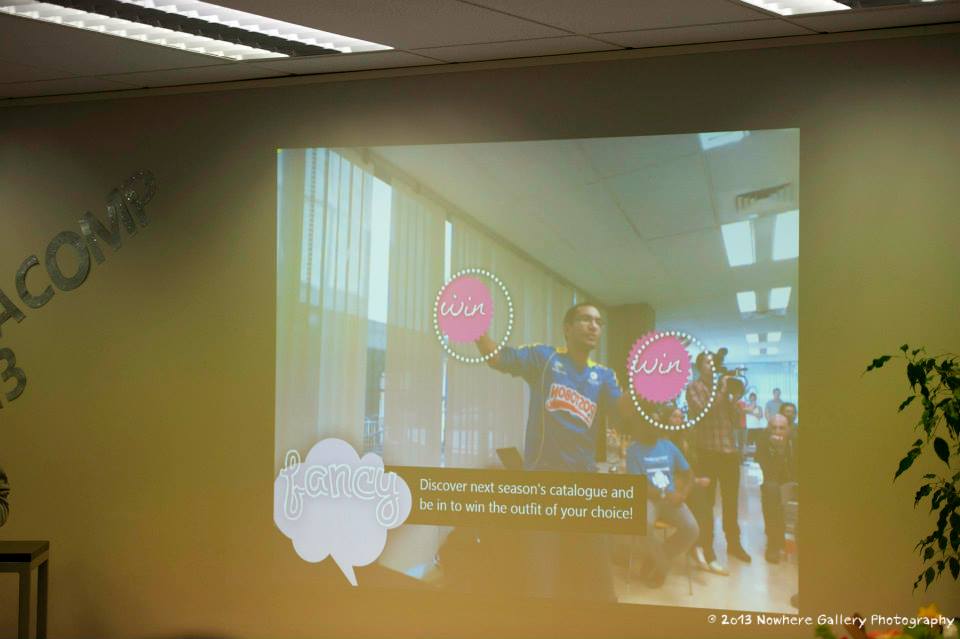 ACOMP
3
win
win
fancy
Discover next season's catalogue and
be in to win the outfit of your choice!
© 2013 Nowhere Gallery Photography